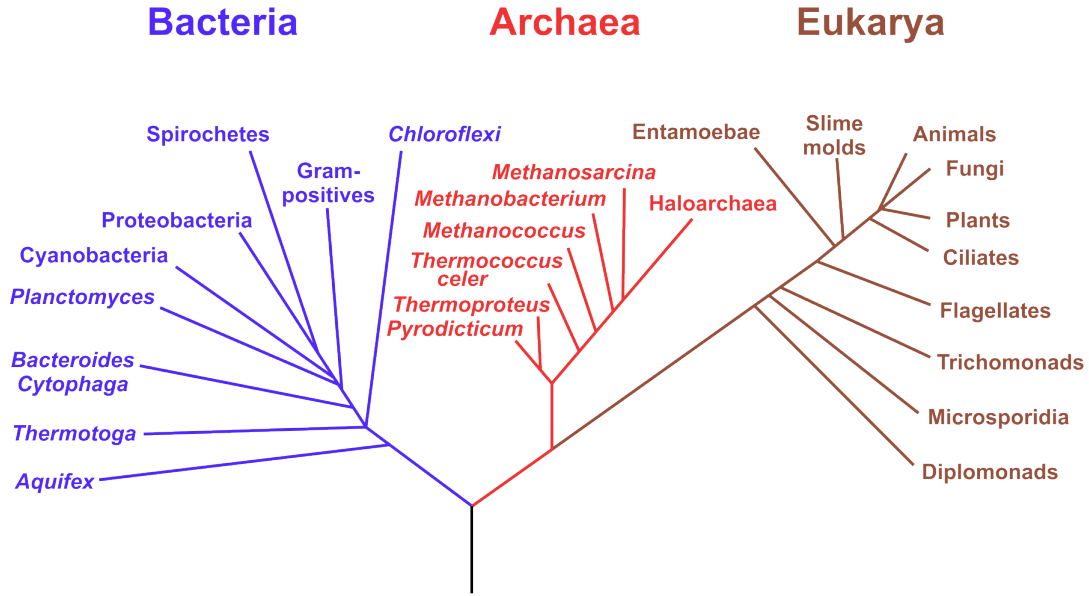 Bacteria
Archaea
Eukarya
Spirochetes
Gram-
positives
Chloroflexi
Proteobacteria
Cyanobacteria
Planctomyces
Bacteroides
Cytophaga
Thermotoga
Aquifex
Methanosarcina
Methanobacterium
Haloarchaea
Methanococcus
Thermococcus
celer
Thermoproteus
Pyrodicticum
Entamoebae
Slime
molds
Animals
Fungi
Plants
Ciliates
Flagellates
Trichomonads
Microsporidia
Diplomonads